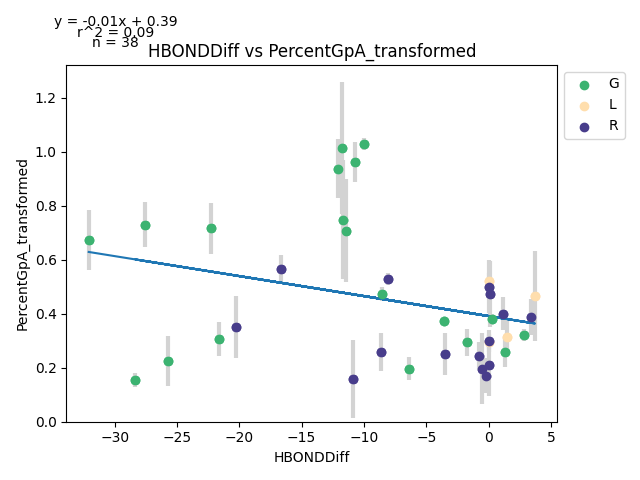 y = -0.01x + 0.39
r^2 = 0.09
n = 38
HBONDDiff vs PercentGpA_transformed
G
L
R
PercentGpA_transformed
1.2
1.0
0.8
0.6
0.4
0.2
0.0
−30 −25 −20 −15 −10 −5 0 5
HBONDDiff